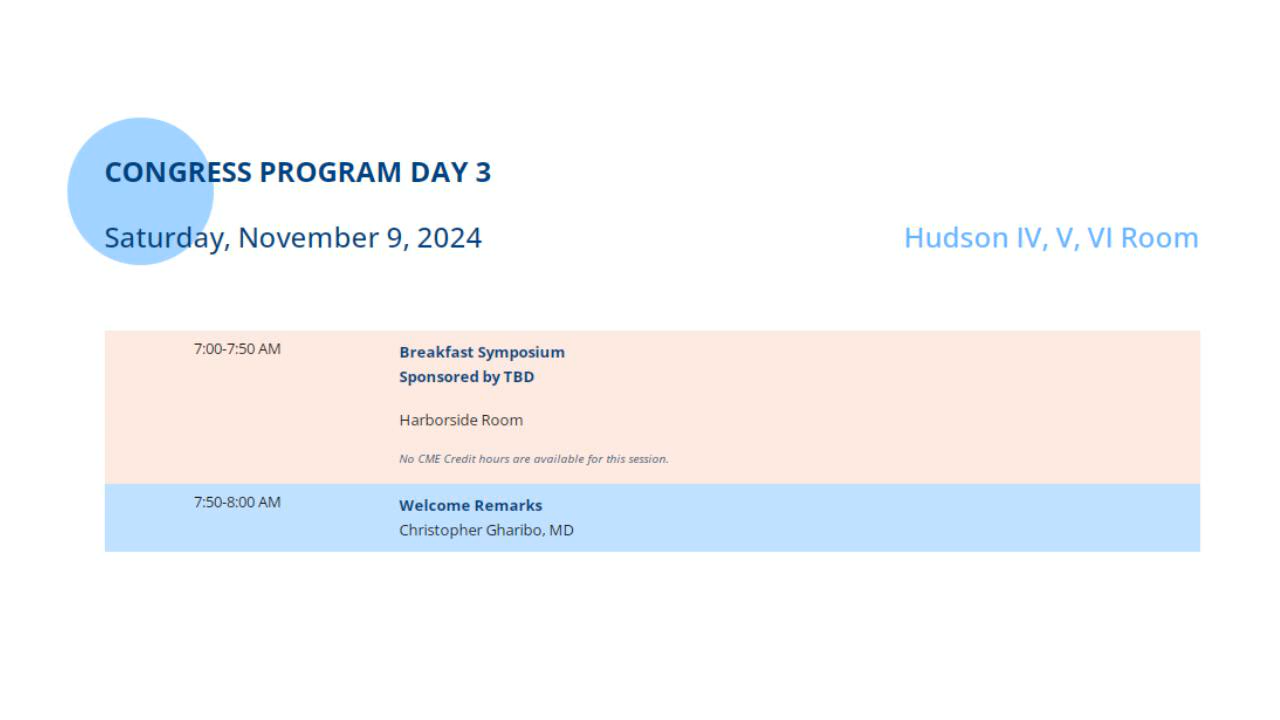 CONGRESS PROGRAM DAY 3
Saturday, November 9, 2024
Hudson IV, V, VI Room
7:00-7:50 AM
Breakfast Symposium
Sponsored by TBD
Harborside Room
No CME Credit hours are available for this session.
7:50-8:00 AM
Welcome Remarks
Christopher Gharibo, MD